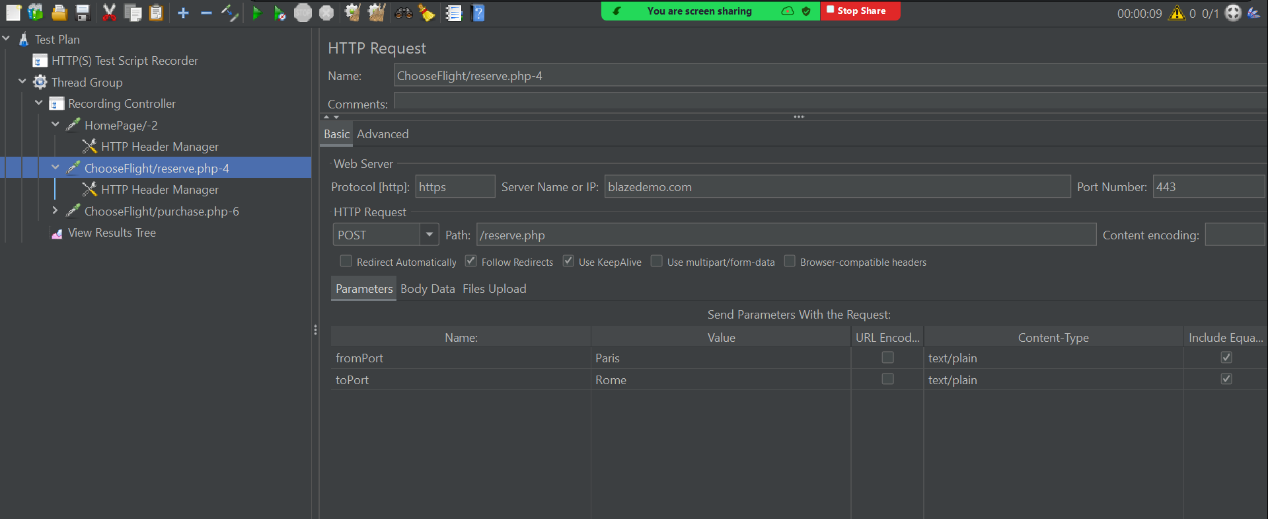 You are screen sharing
Stop Share
00:00:09
0 0/1
Test Plan
HTTP(S) Test Script Recorder
Thread Group
Recording Controller
HomePage/-2
HTTP Header Manager
ChooseFlight/reserve.php-4
HTTP Header Manager
ChooseFlight/purchase.php-6
View Results Tree
HTTP Request
Name: ChooseFlight/reserve.php-4
Comments:
Basic Advanced
Web Server
Protocol [http]: https Server Name or IP: blazedemo.com Port Number: 443
HTTP Request
POST Path: /reserve.php Content encoding:
Redirect Automatically Follow Redirects Use KeepAlive Use multipart/form-data Browser-compatible headers
Parameters Body Data Files Upload
Send Parameters With the Request:
Name: Value URL Encod... Content-Type Include Equa...
fromPort Paris text/plain
toPort Rome text/plain